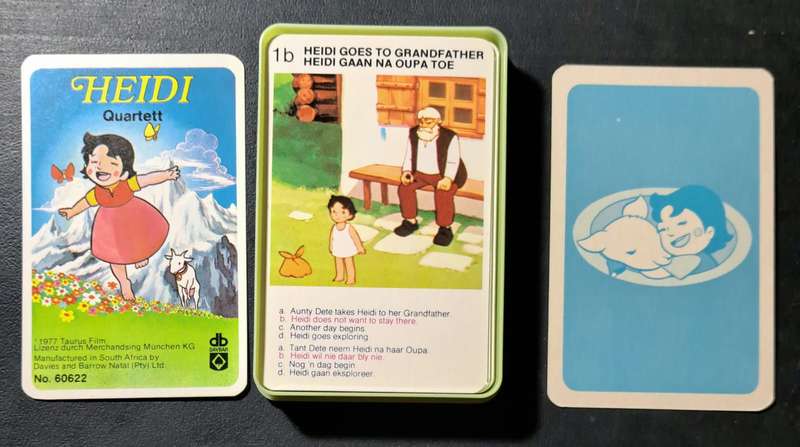 HEIDI
Quartett
© 1977 Taurus Film
Lizenz durch Merchandsing München KG
Manufactured in South Africa by
Davies and Barrow Natal (Pty) Ltd
No. 60622
db
DAVBAR
1b
HEIDI GOES TO GRANDFATHER
HEIDI GAAN NA OUPA TOE
a. Aunty Dete takes Heidi to her Grandfather.
b. Heidi does not want to stay there.
c. Another day begins.
d. Heidi goes exploring
a. Tant Dete neem Heidi na haar Oupa.
b. Heidi wil nie daar bly nie.
c. Nog 'n dag begin
d. Heidi gaan eksploreer.